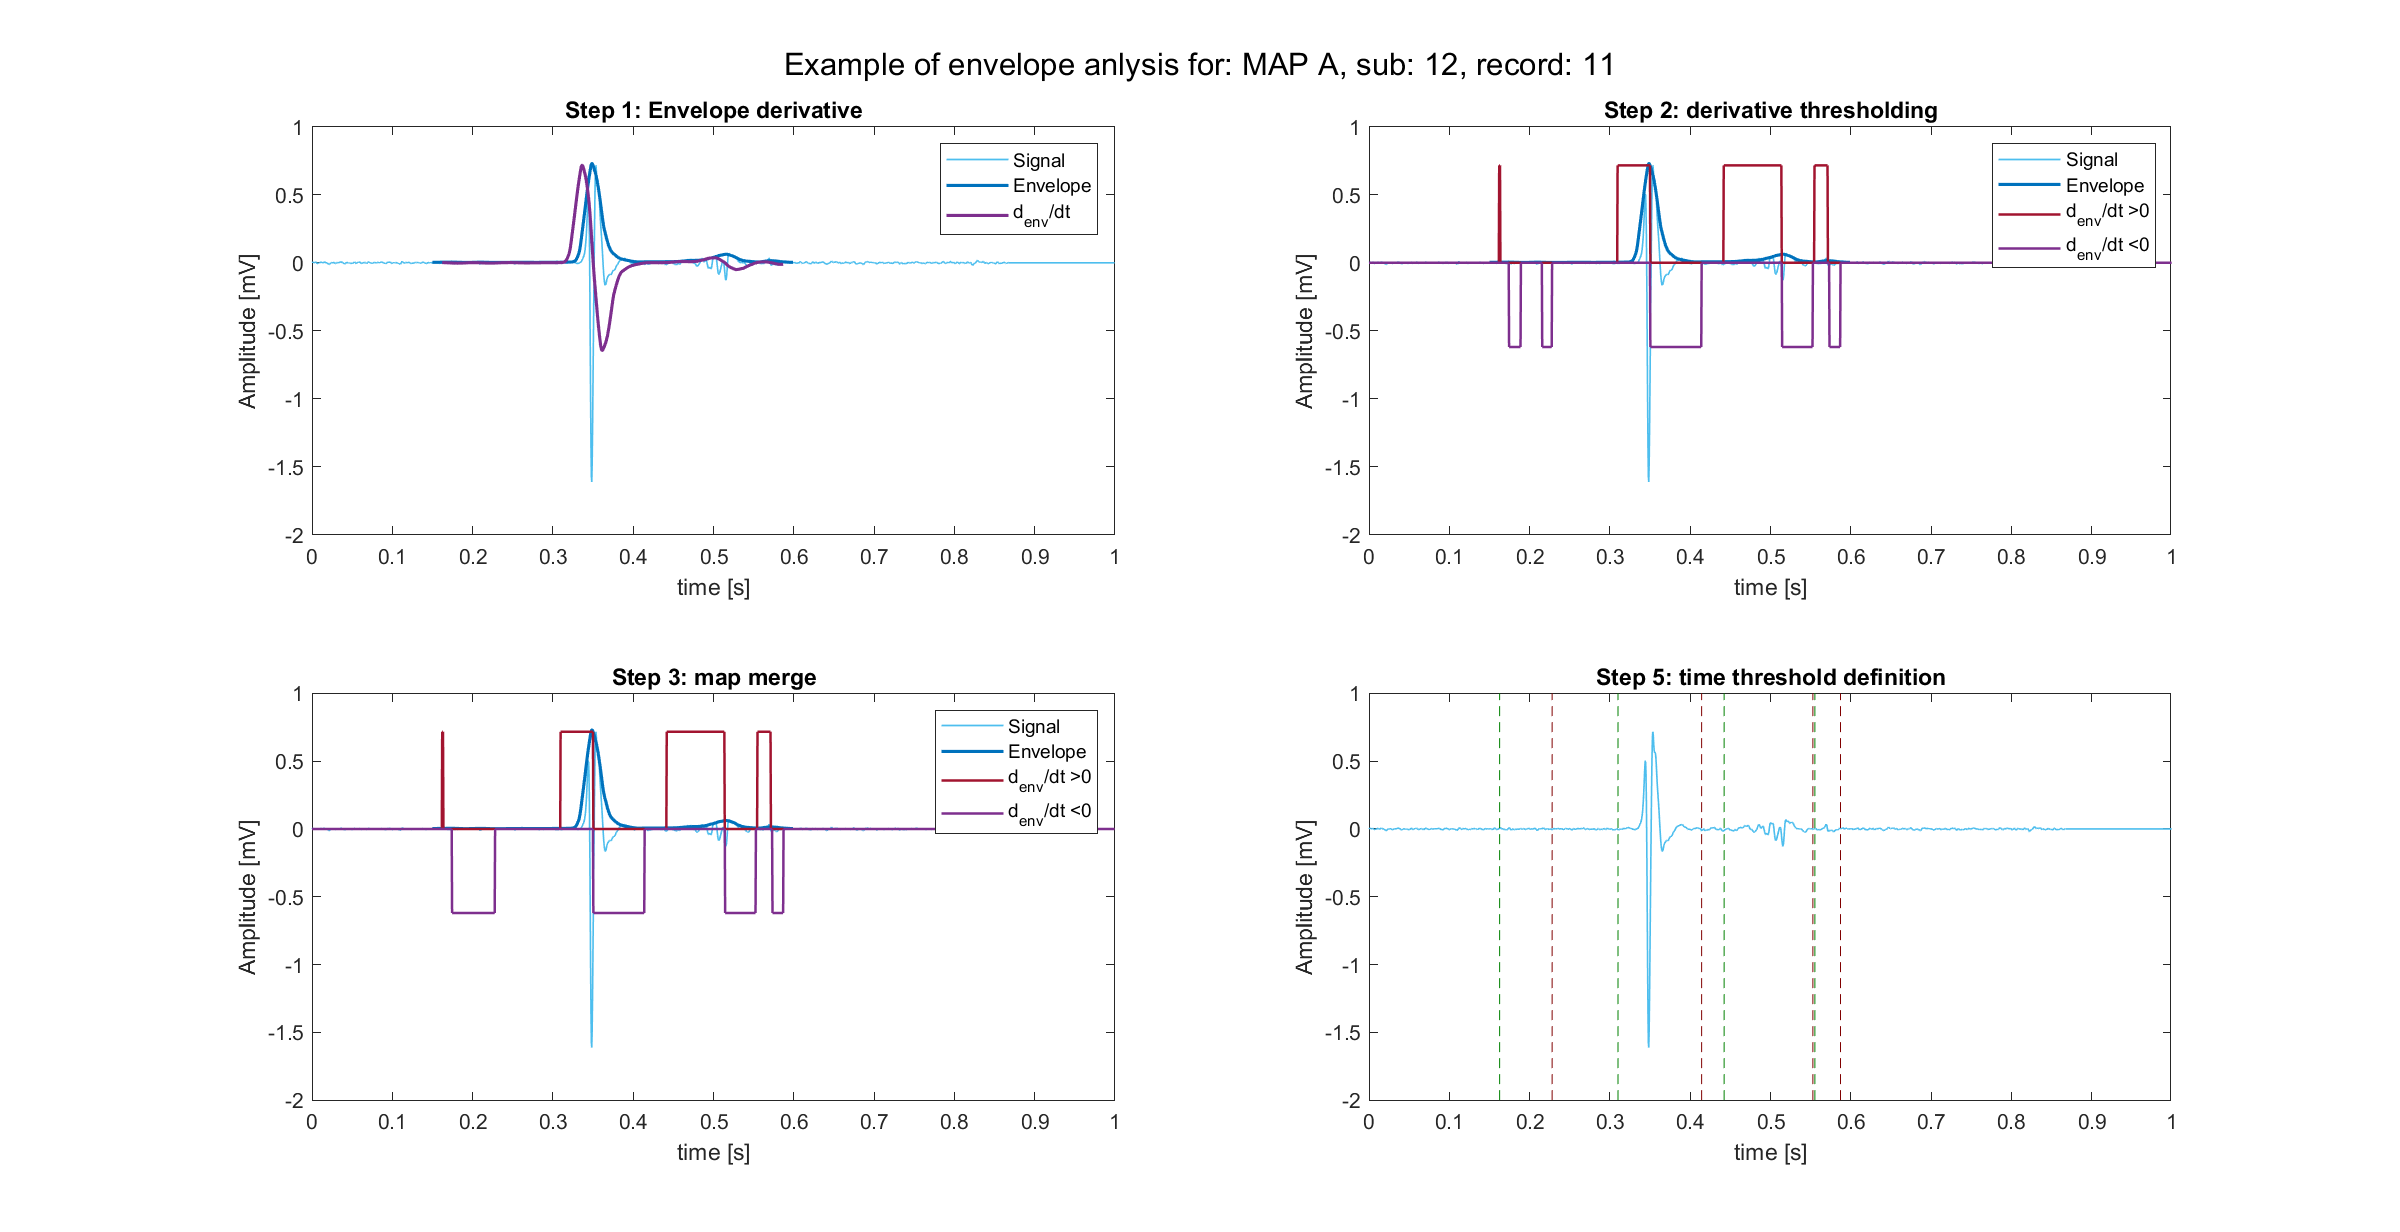 Example of envelope anlysis for: MAP A, sub: 12, record: 11
Step 1: Envelope derivative
1
0.5
0
-0.5
-1
-1.5
-2
Amplitude [mV]
0 0.1 0.2 0.3 0.4 0.5 0.6 0.7 0.8 0.9 1
time [s]
Signal
Envelope
d_env/dt
Step 2: derivative thresholding
1
0.5
0
-0.5
-1
-1.5
-2
Amplitude [mV]
0 0.1 0.2 0.3 0.4 0.5 0.6 0.7 0.8 0.9 1
time [s]
Signal
Envelope
d_env/dt >0
d_env/dt <0
Step 3: map merge
1
0.5
0
-0.5
-1
-1.5
-2
Amplitude [mV]
0 0.1 0.2 0.3 0.4 0.5 0.6 0.7 0.8 0.9 1
time [s]
Signal
Envelope
d_env/dt >0
d_env/dt <0
Step 5: time threshold definition
1
0.5
0
-0.5
-1
-1.5
-2
Amplitude [mV]
0 0.1 0.2 0.3 0.4 0.5 0.6 0.7 0.8 0.9 1
time [s]